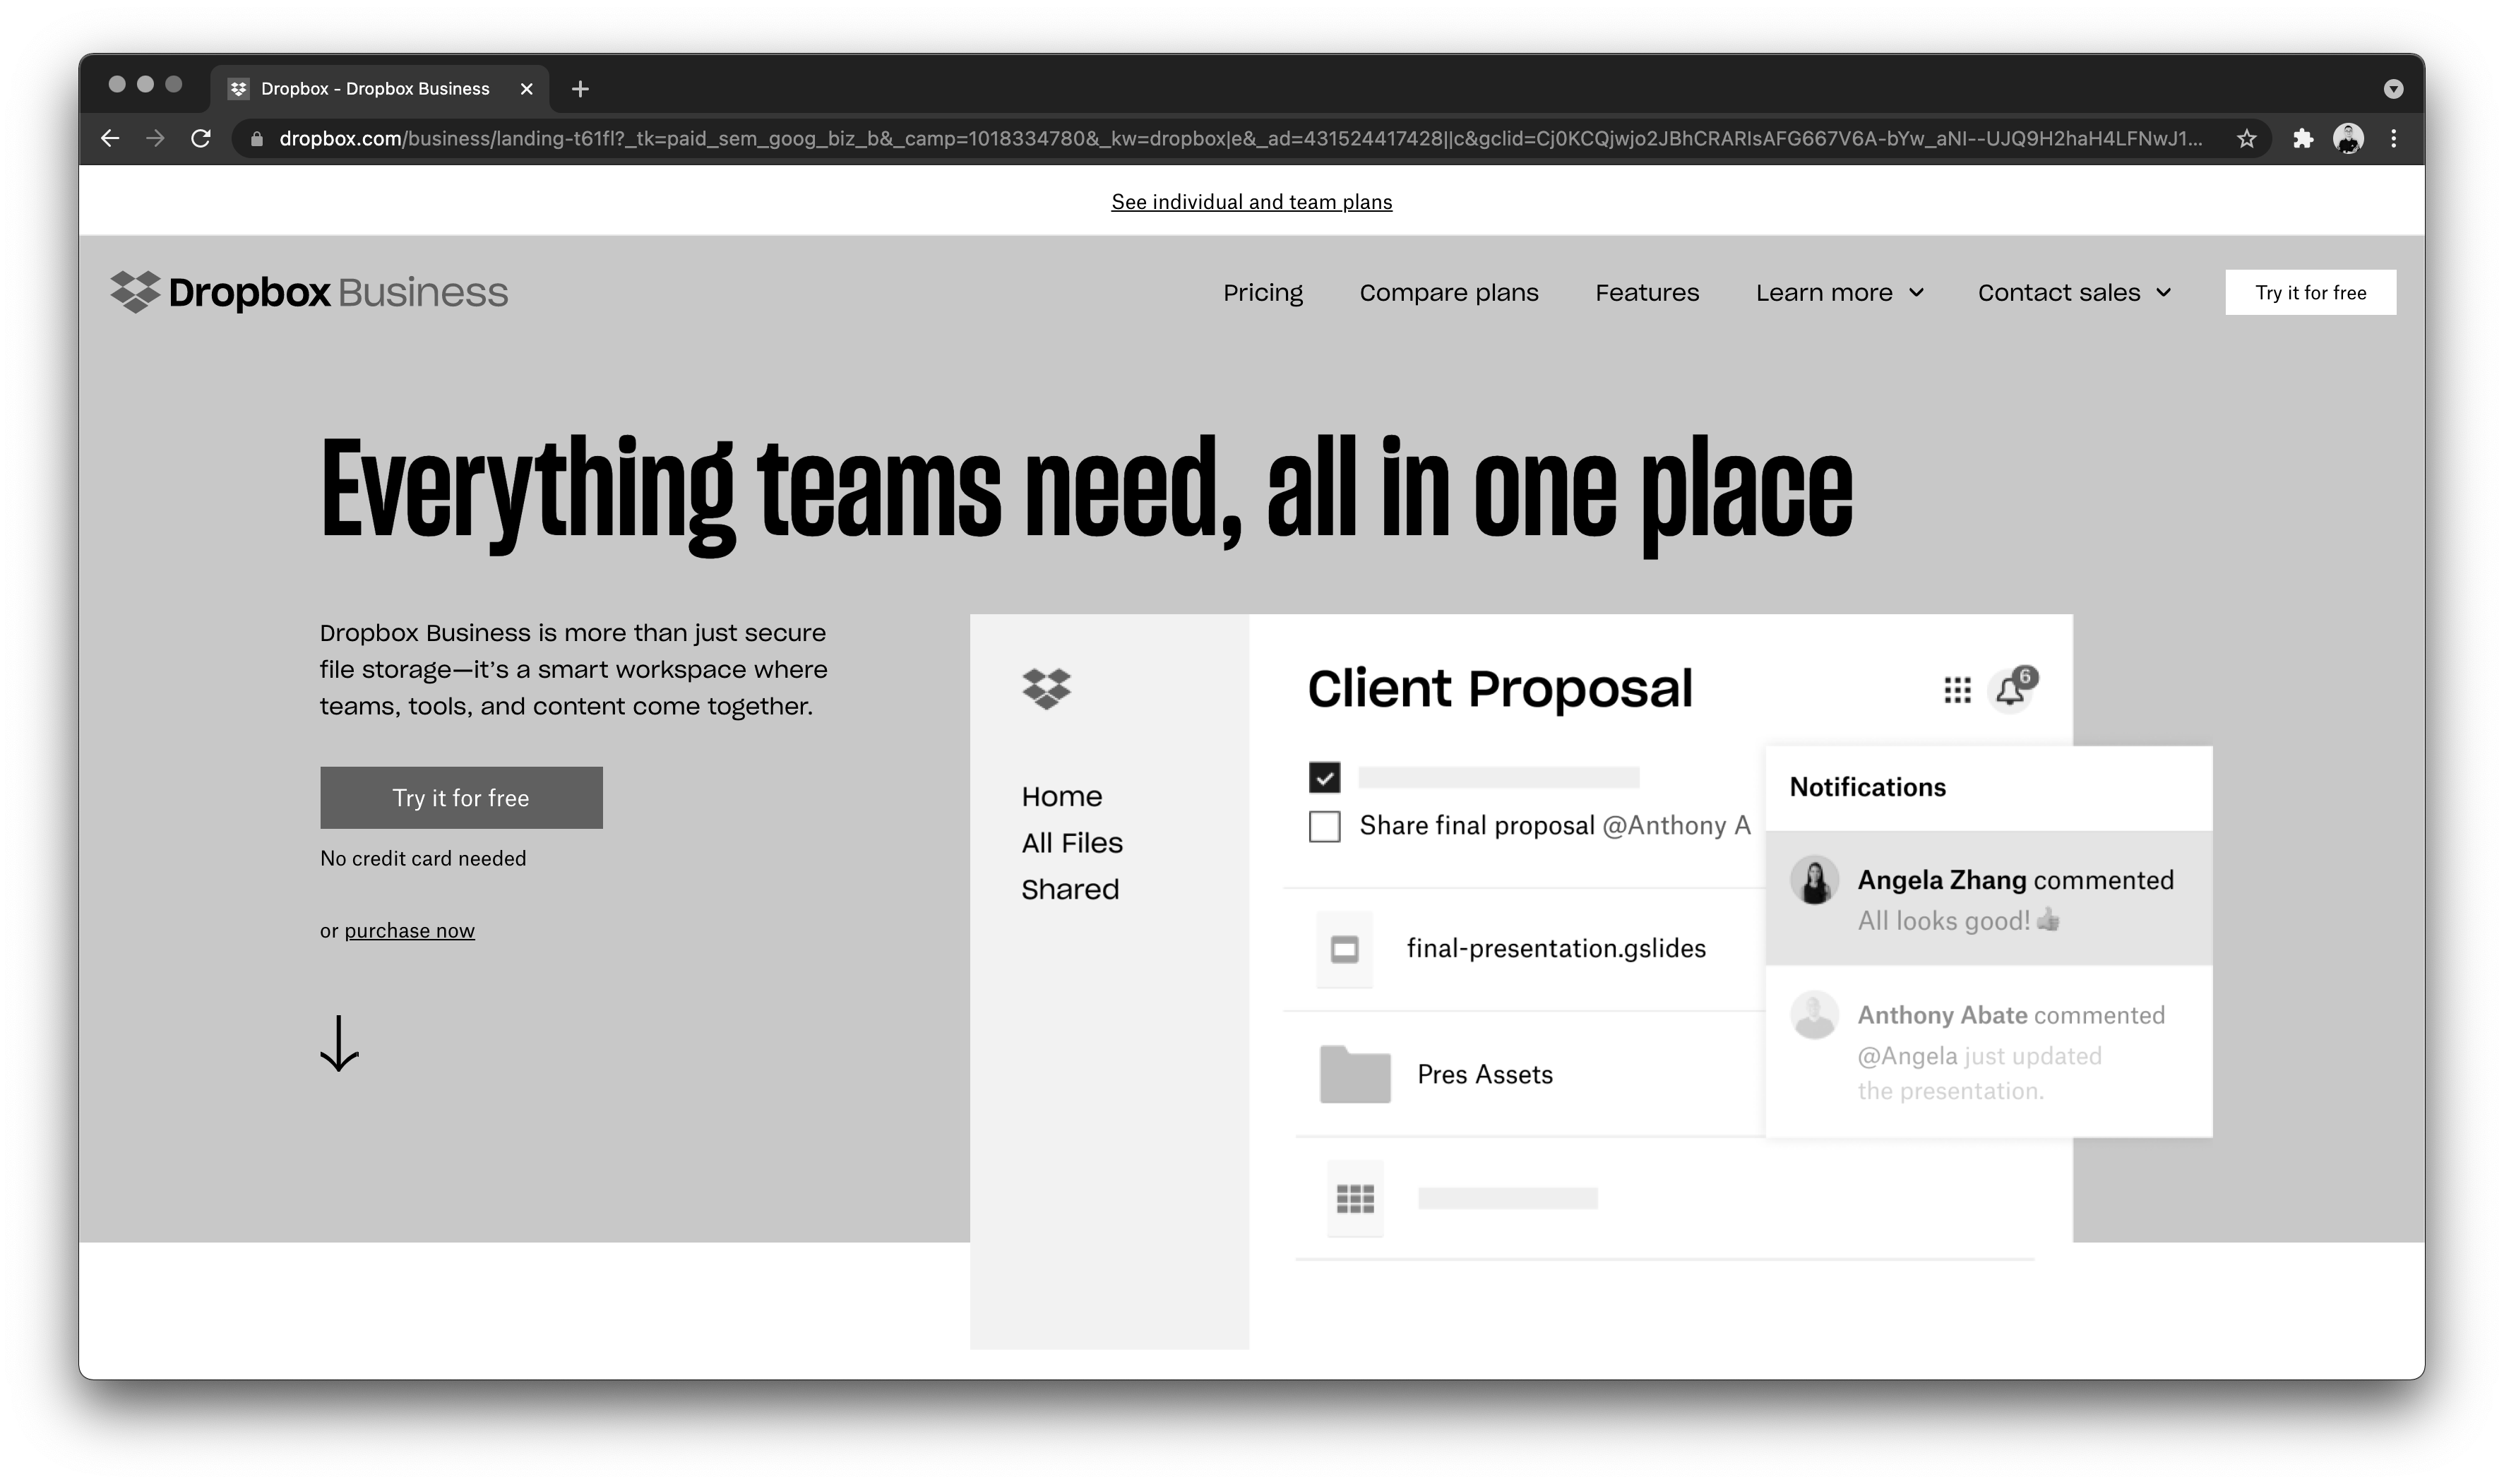 Dropbox - Dropbox Business
dropbox.com/business/landing-t61fl?_tk=paid_sem_goog_biz_b&_camp=1018334780&_kw=dropbox|e&_ad=431524417428||c&gclid=Cj0KCQjwjo2JBhCRARIsAFG667V6A-bYw_aNI--UJQ9H2haH4LFNwJ1...
See individual and team plans
Dropbox Business
Pricing Compare plans Features Learn more Contact sales Try it for free
Everything teams need, all in one place
Dropbox Business is more than just secure
file storage—it’s a smart workspace where
teams, tools, and content come together.
Try it for free
No credit card needed
or purchase now
Home
All Files
Shared
Client Proposal
6
Share final proposal @Anthony A
final-presentation.gslides
Pres Assets
Notifications
Angela Zhang commented
All looks good! 👍
Anthony Abate commented
@Angela just updated
the presentation.